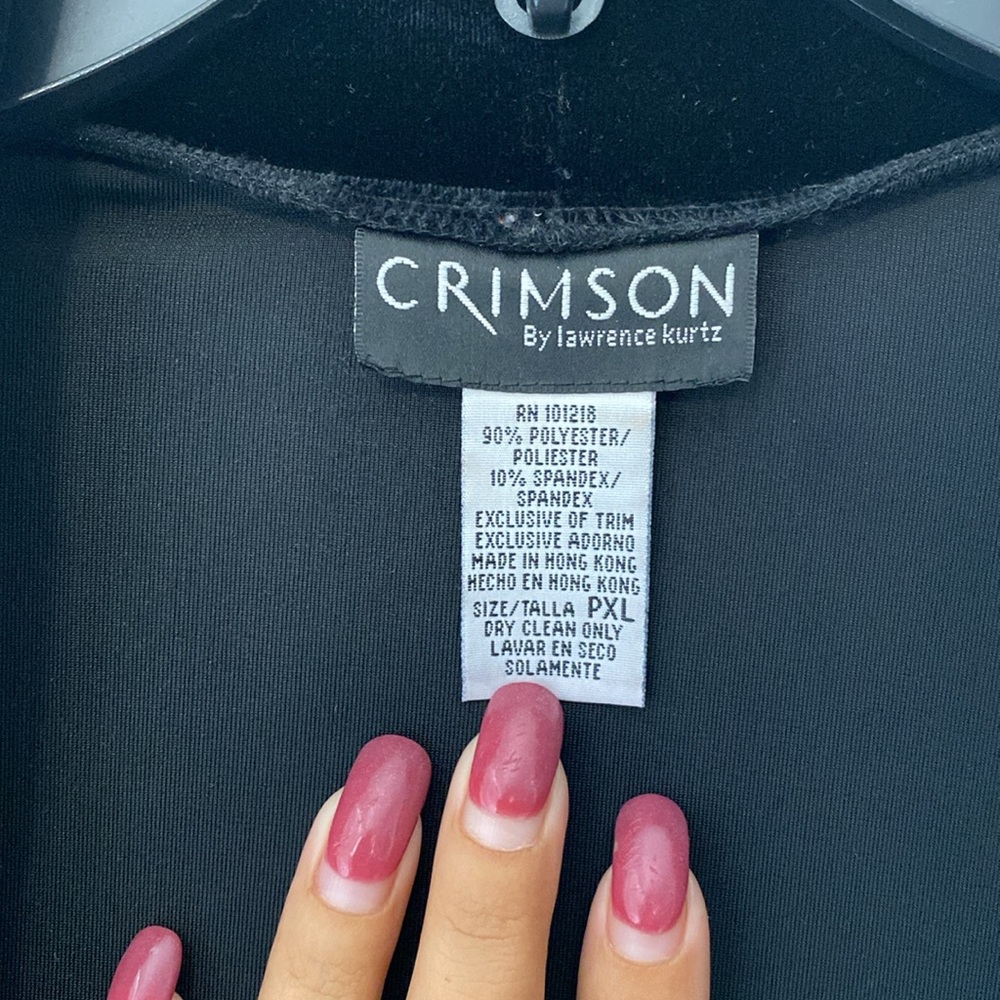 CRIMSON
By lawrence kurtz
RN 101218
90% POLYESTER/
POLIESTER
10% SPANDEX/
SPANDEX
EXCLUSIVE OF TRIM
EXCLUSIVE ADORNO
MADE IN HONG KONG
HECHO EN HONG KONG
SIZE/TALLA PXL
DRY CLEAN ONLY
LAVAR EN SECO
SOLAMENTE